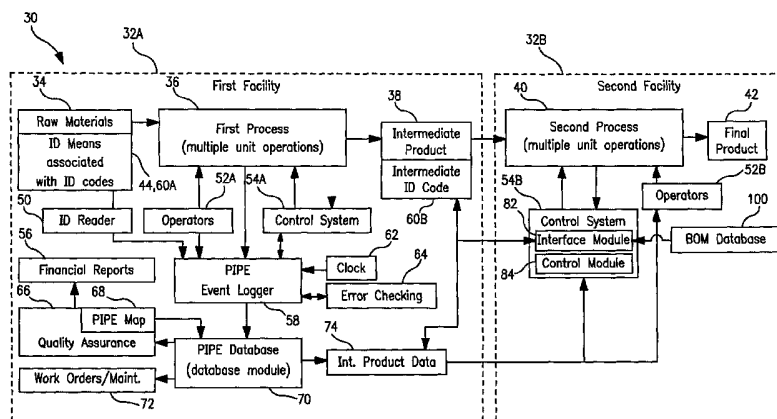 30
32A
32B
34
36
38
40
42
First Facility
Second Facility
Raw Materials
ID Means
associated
with ID codes
First Process
(multiple unit operations)
Intermediate
Product
Intermediate
ID Code
Second Process
(multiple unit operations)
Final
Product
44,60A
52A
54A
60B
54B
52B
50
ID Reader
Operators
Control System
Operators
56
62
82
Control System
Interface Module
100
BOM Database
Financial Reports
Clock
64
84
Control Module
66
68
PIPE
Event Logger
Error Checking
58
PIPE Map
Quality Assurance
74
PIPE Database
(database module)
Int. Product Data
Work Orders/Maint.
72
70